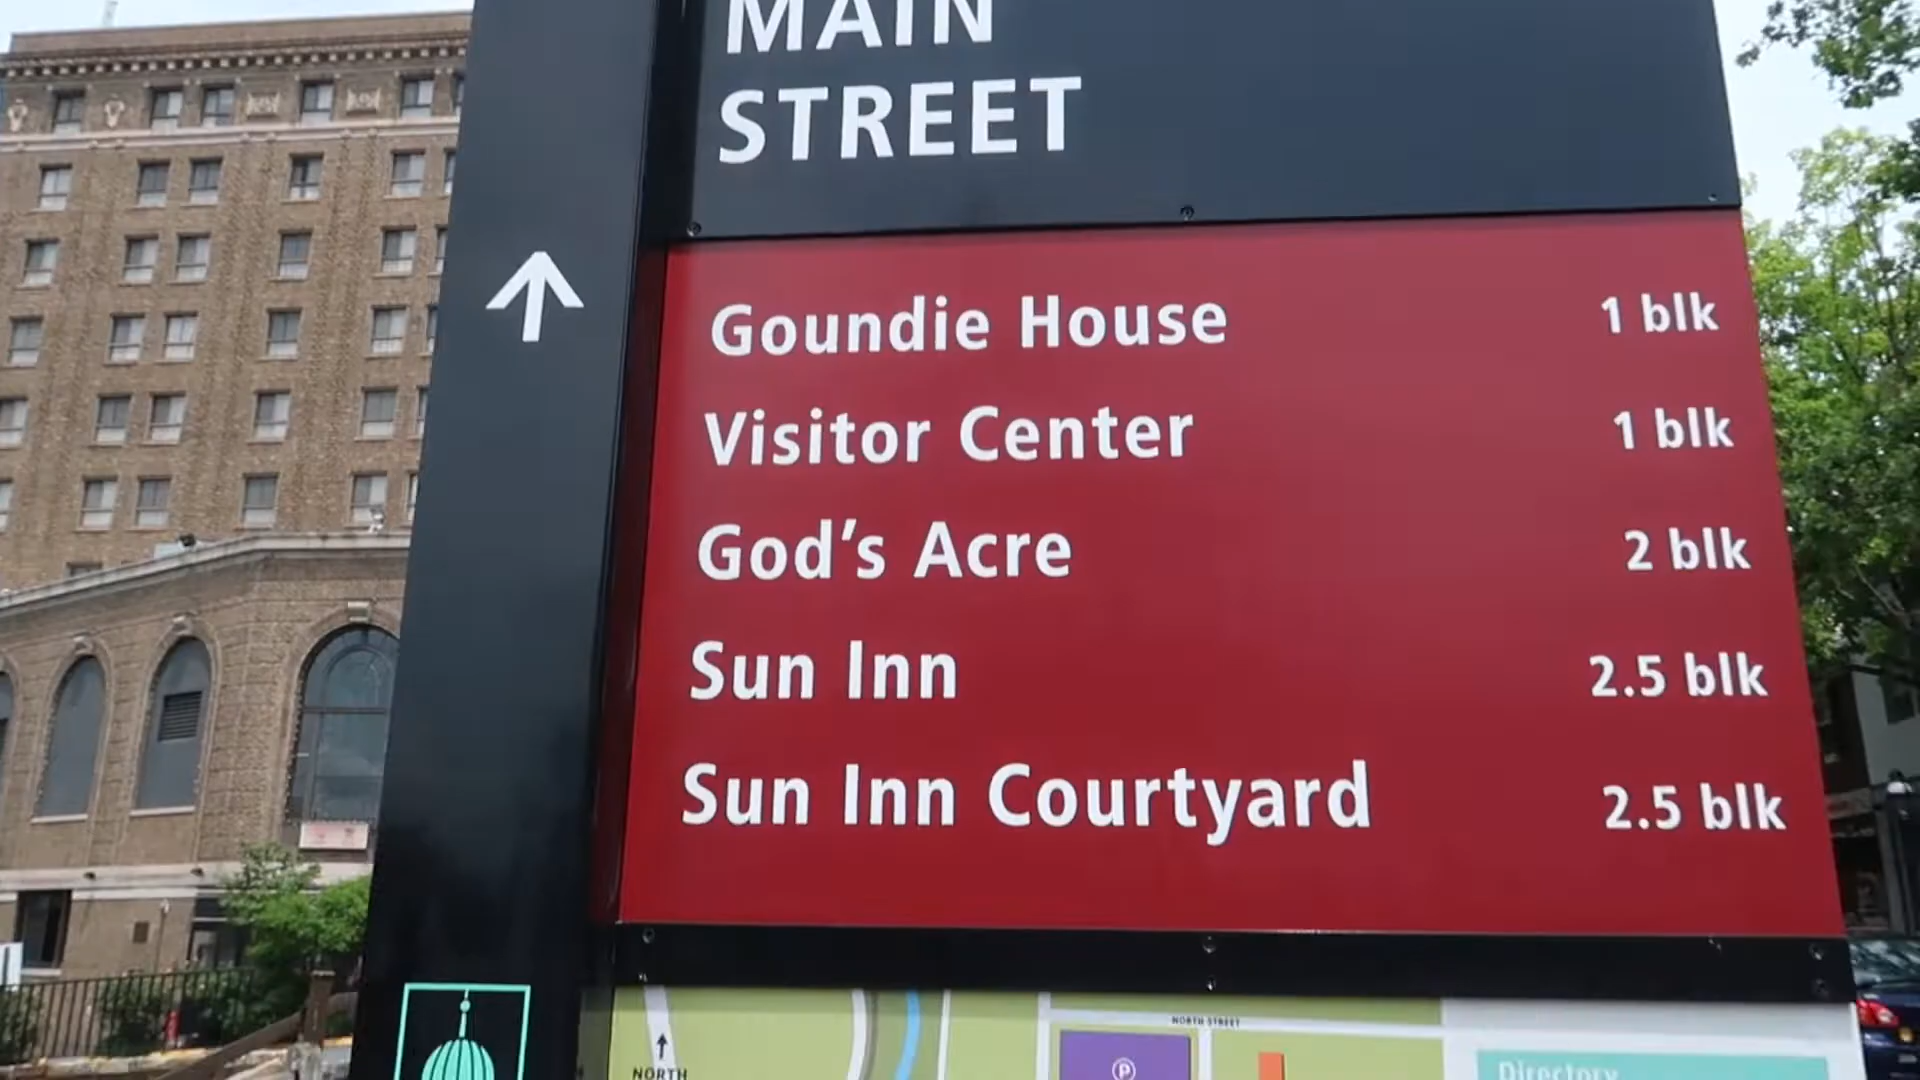 MAIN
STREET
Goundie House 1 blk
Visitor Center 1 blk
God's Acre 2 blk
Sun Inn 2.5 blk
Sun Inn Courtyard 2.5 blk
NORTH STREET
P
Directory
NORTH